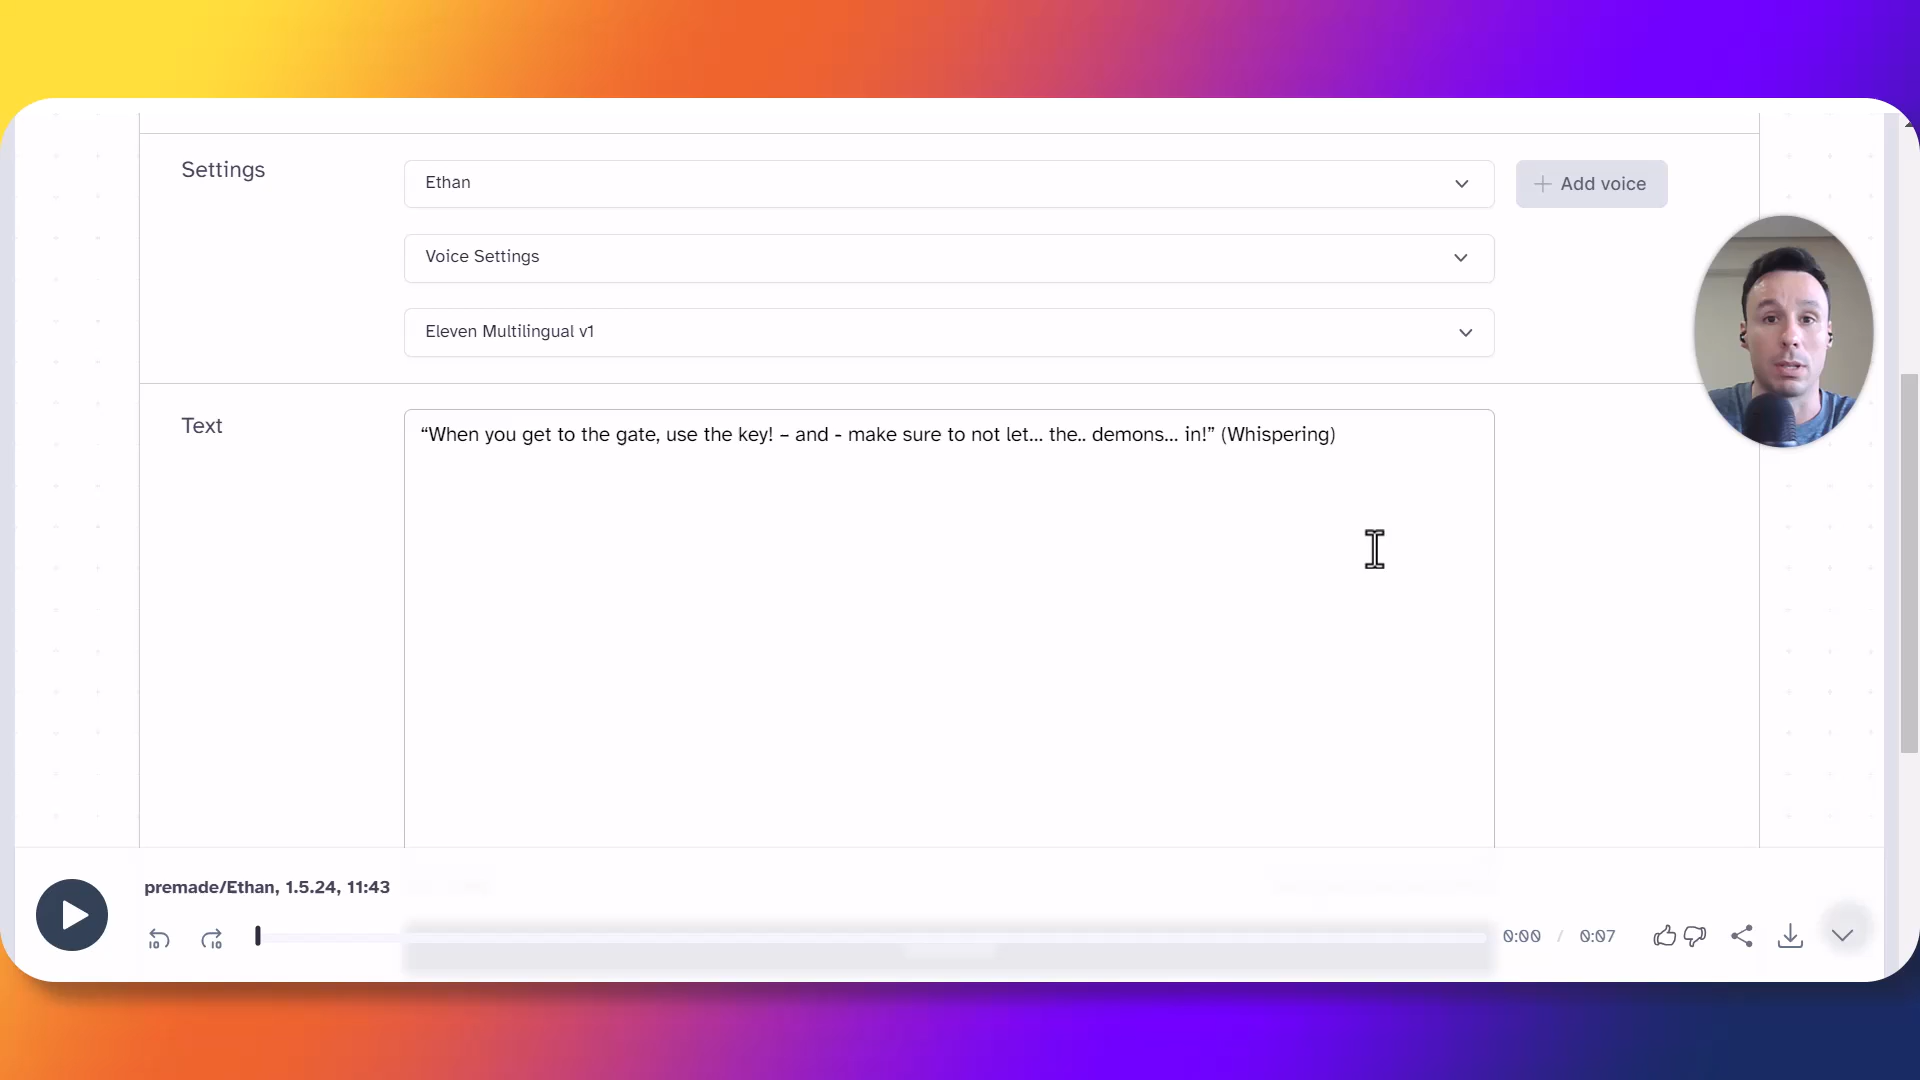 Settings
Ethan
Add voice
Voice Settings
Eleven Multilingual v1
Text
“When you get to the gate, use the key! – and - make sure to not let... the.. demons... in!” (Whispering)
premade/Ethan, 1.5.24, 11:43
10
10
0:00 / 0:07